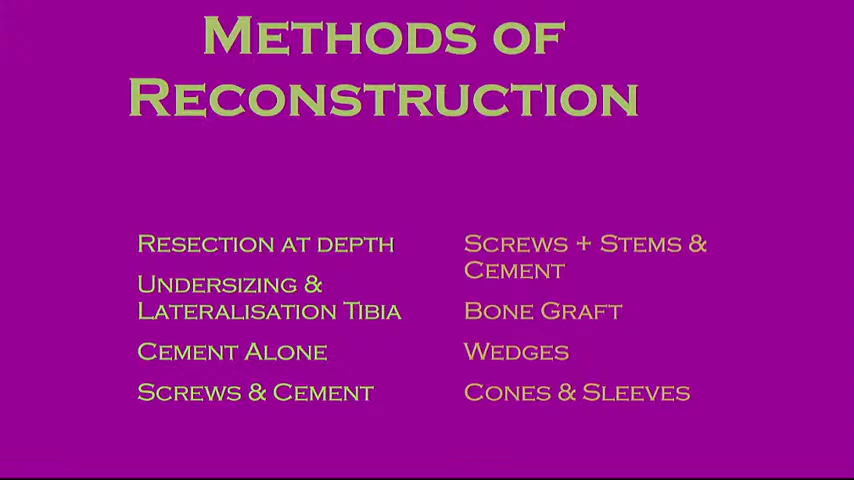 Methods of
Reconstruction
Resection at depth
Undersizing &
Lateralisation Tibia
Cement Alone
Screws & Cement
Screws + Stems &
Cement
Bone Graft
Wedges
Cones & Sleeves